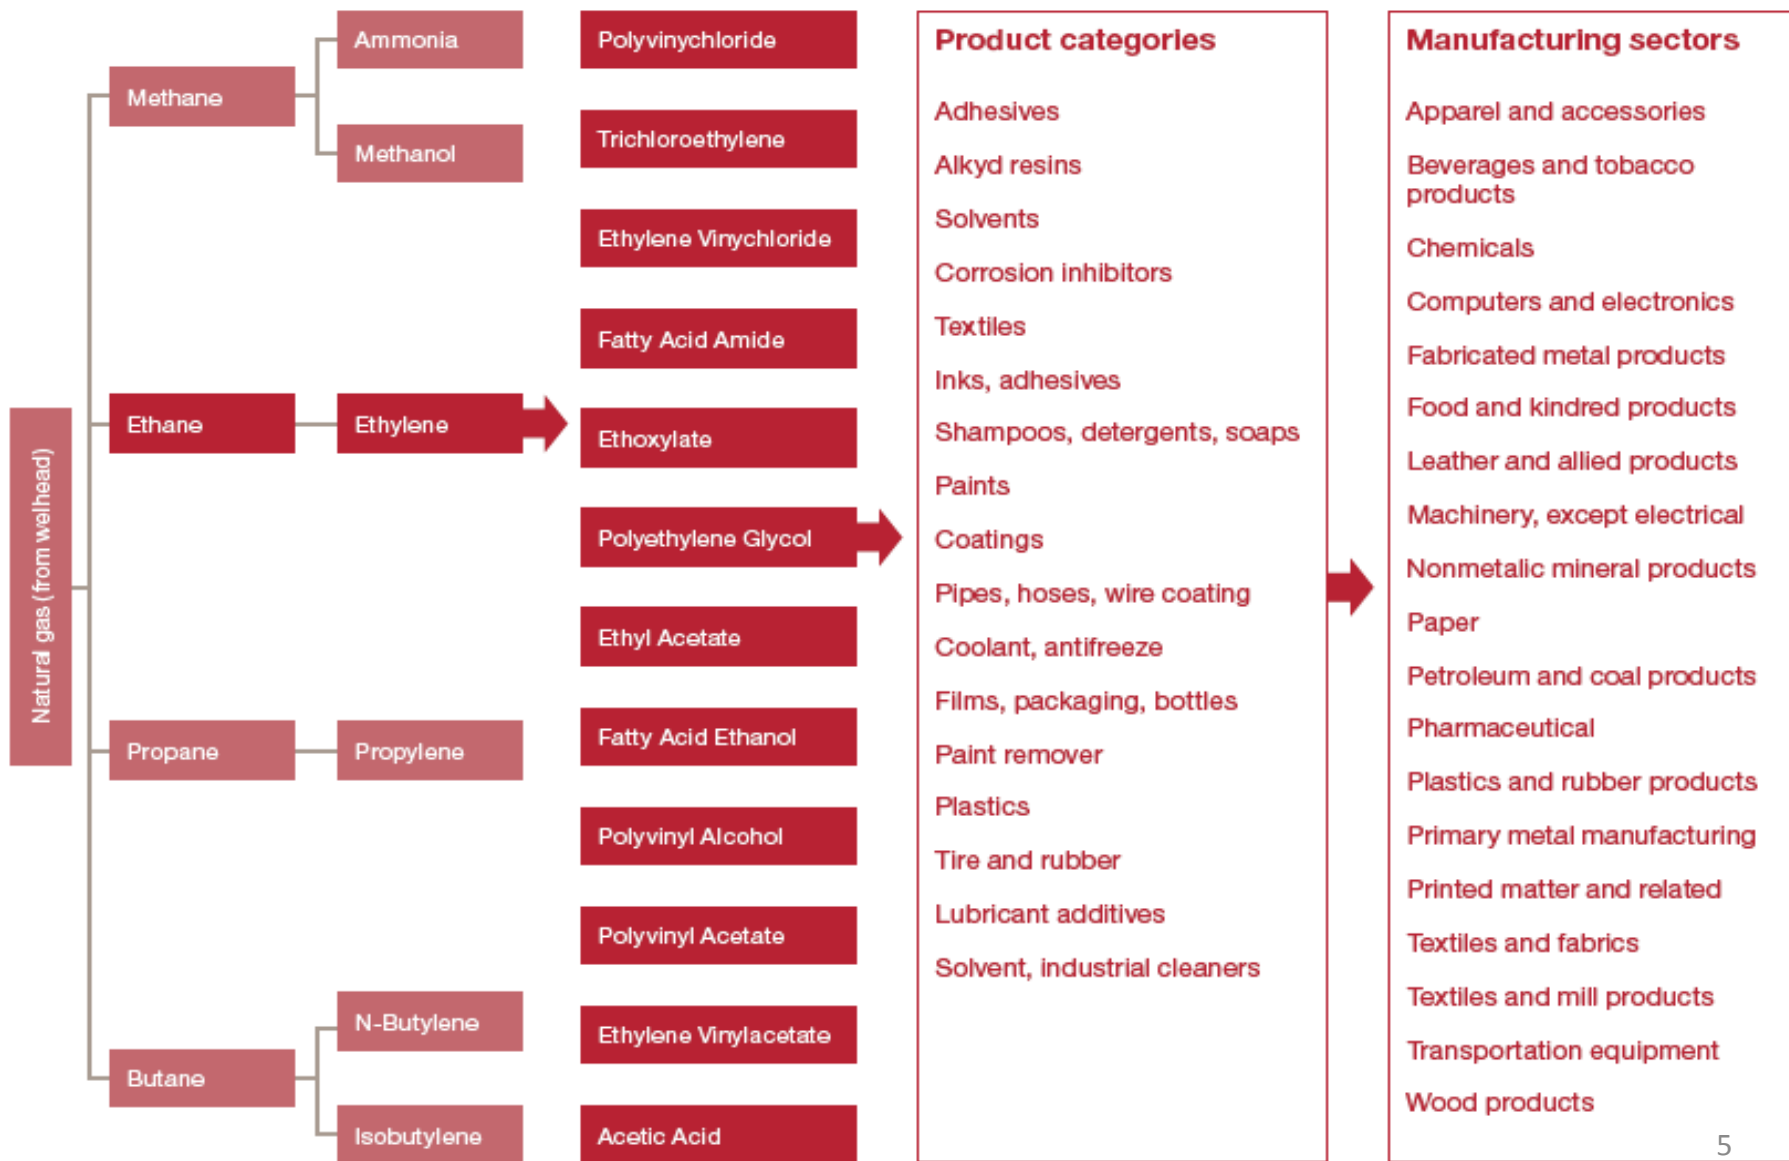 Natural gas (from welhead)
Methane
Ethane
Propane
Butane
Ammonia
Methanol
Ethylene
Propylene
N-Butylene
Isobutylene
Polyvinychloride
Trichloroethylene
Ethylene Vinychloride
Fatty Acid Amide
Ethoxylate
Polyethylene Glycol
Ethyl Acetate
Fatty Acid Ethanol
Polyvinyl Alcohol
Polyvinyl Acetate
Ethylene Vinylacetate
Acetic Acid
Product categories
Adhesives
Alkyd resins
Solvents
Corrosion inhibitors
Textiles
Inks, adhesives
Shampoos, detergents, soaps
Paints
Coatings
Pipes, hoses, wire coating
Coolant, antifreeze
Films, packaging, bottles
Paint remover
Plastics
Tire and rubber
Lubricant additives
Solvent, industrial cleaners
Manufacturing sectors
Apparel and accessories
Beverages and tobacco
products
Chemicals
Computers and electronics
Fabricated metal products
Food and kindred products
Leather and allied products
Machinery, except electrical
Nonmetalic mineral products
Paper
Petroleum and coal products
Pharmaceutical
Plastics and rubber products
Primary metal manufacturing
Printed matter and related
Textiles and fabrics
Textiles and mill products
Transportation equipment
Wood products
5